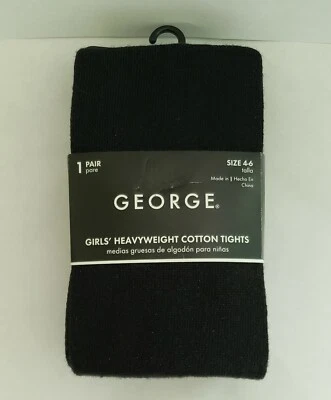 1 PAIR
pare
SIZE 4-6
talla
Made in | Hecho En
China
GEORGE®
GIRLS' HEAVYWEIGHT COTTON TIGHTS
medias gruesas de algodón para niñas